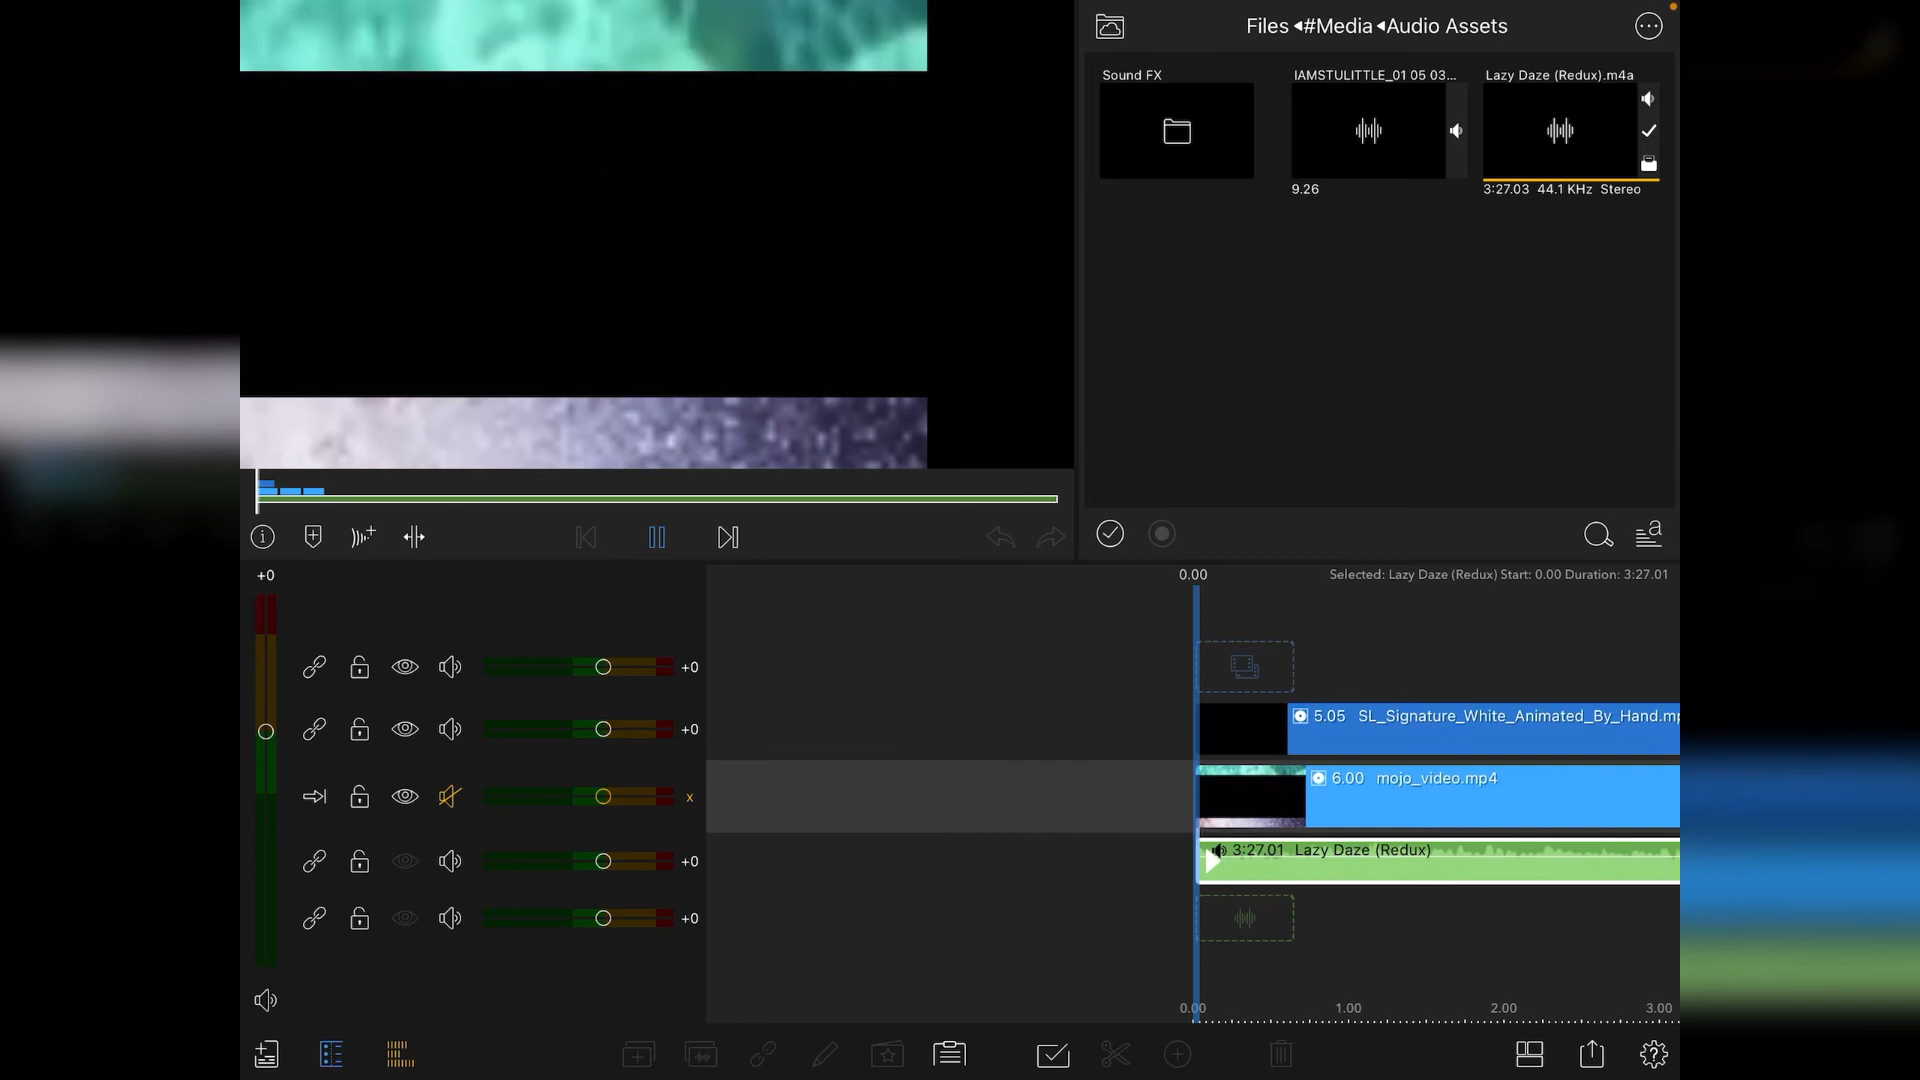 Files ◂#Media ◂Audio Assets
Sound FX
IAMSTULITTLE_01 05 03...
Lazy Daze (Redux).m4a
9.26
3:27.03 44.1 KHz Stereo
+0
0.00
Selected: Lazy Daze (Redux) Start: 0.00 Duration: 3:27.01
+0
5.05 SL_Signature_White_Animated_By_Hand.mp
+0
6.00 mojo_video.mp4
x
3:27.01 Lazy Daze (Redux)
+0
+0
0.00 1.00 2.00 3.00